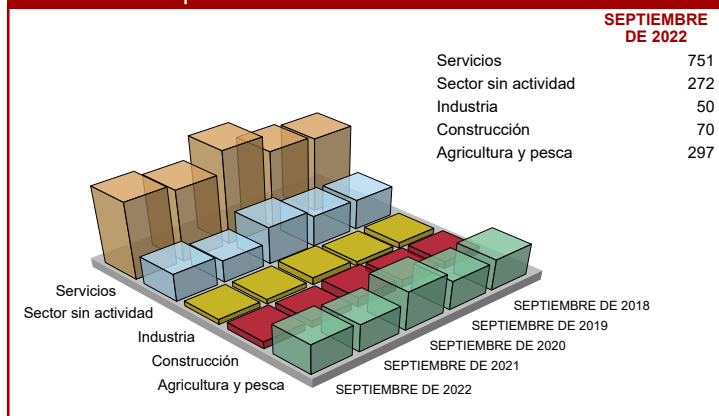 SEPTIEMBRE
DE 2022
Servicios 751
Sector sin actividad 272
Industria 50
Construcción 70
Agricultura y pesca 297
Servicios
Sector sin actividad
Industria
Construcción
Agricultura y pesca
SEPTIEMBRE DE 2018
SEPTIEMBRE DE 2019
SEPTIEMBRE DE 2020
SEPTIEMBRE DE 2021
SEPTIEMBRE DE 2022